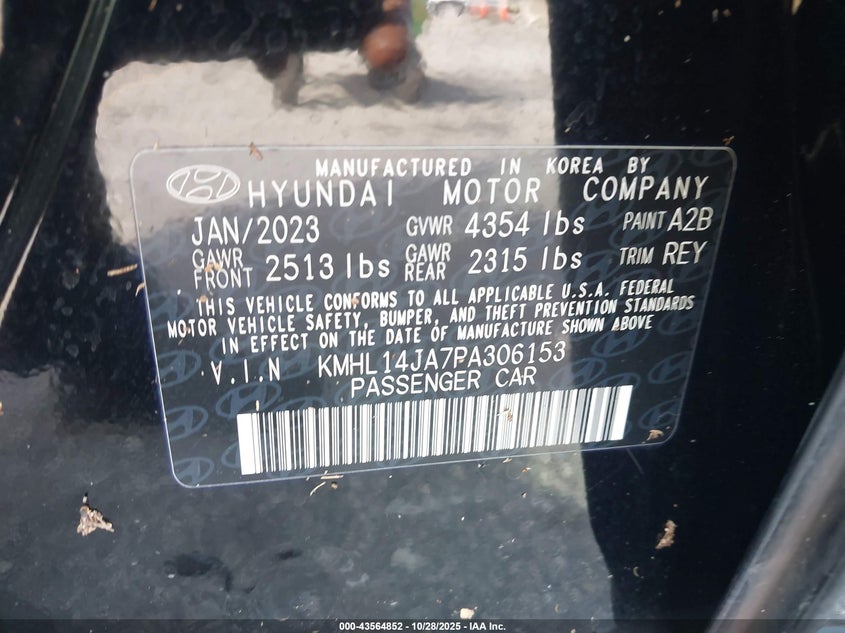 MANUFACTURED IN KOREA BY
HYUNDAI MOTOR COMPANY
JAN/2023 GVWR 4354 lbs PAINT A2B
GAWR FRONT 2513 lbs GAWR REAR 2315 lbs TRIM REY
THIS VEHICLE CONFORMS TO ALL APPLICABLE U.S.A. FEDERAL
MOTOR VEHICLE SAFETY, BUMPER, AND THEFT PREVENTION STANDARDS
IN EFFECT ON THE DATE OF MANUFACTURE SHOWN ABOVE
V.I.N KMHL14JA7PA306153
PASSENGER CAR
000-43564852 - 10/28/2025 - IAA Inc.